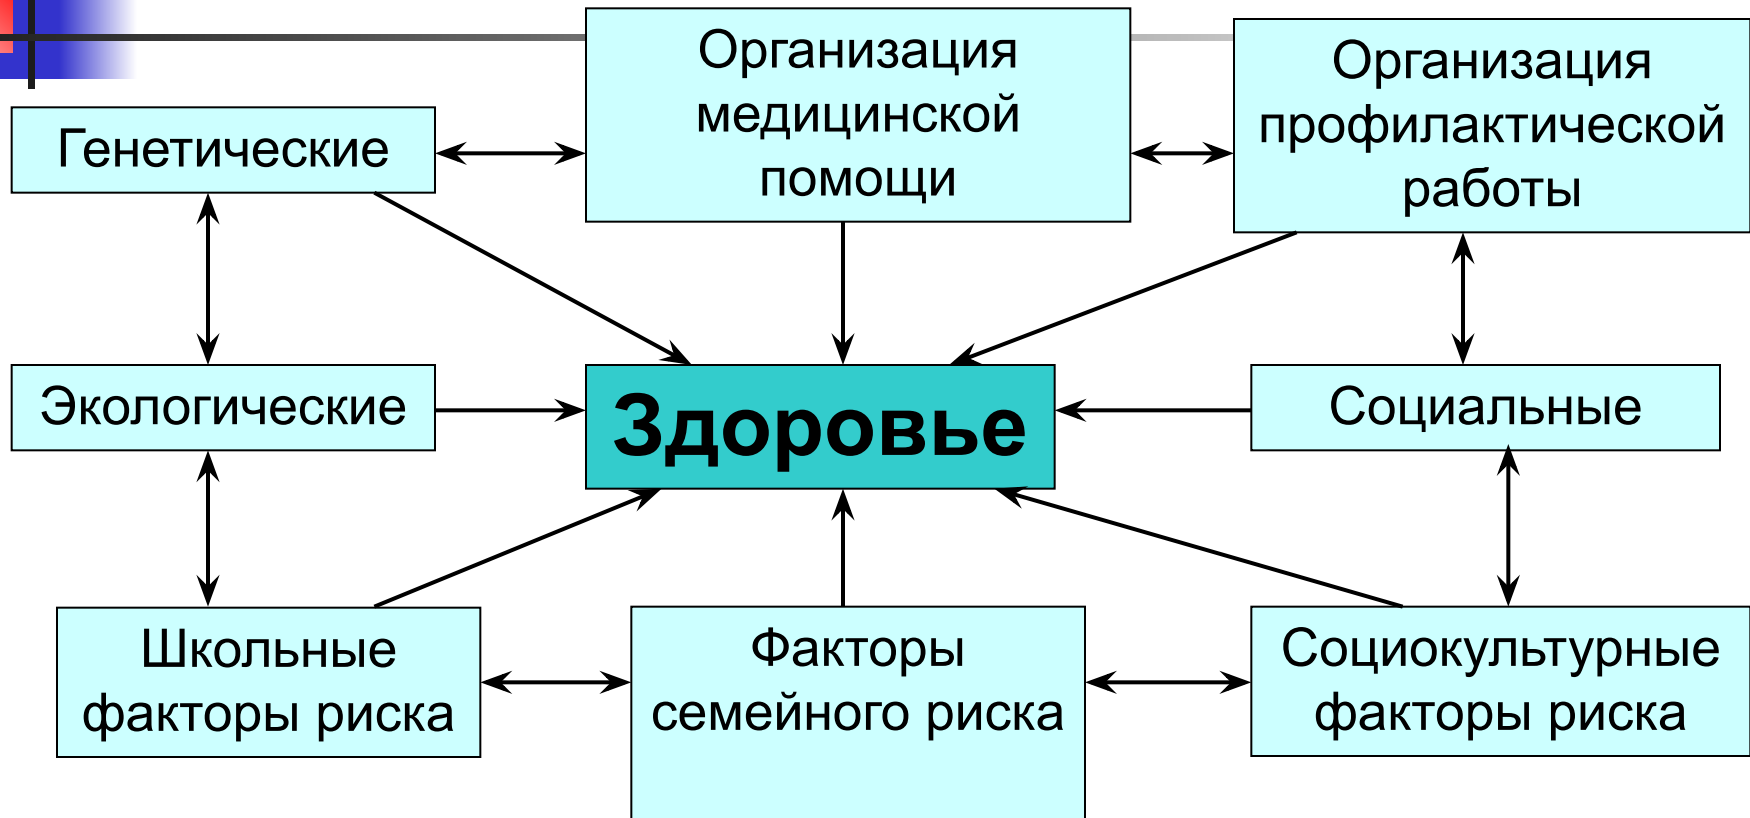 Организация
медицинской
помощи
Организация
профилактической
работы
Генетические
Экологические
Здоровье
Социальные
Школьные
факторы риска
Факторы
семейного риска
Социокультурные
факторы риска